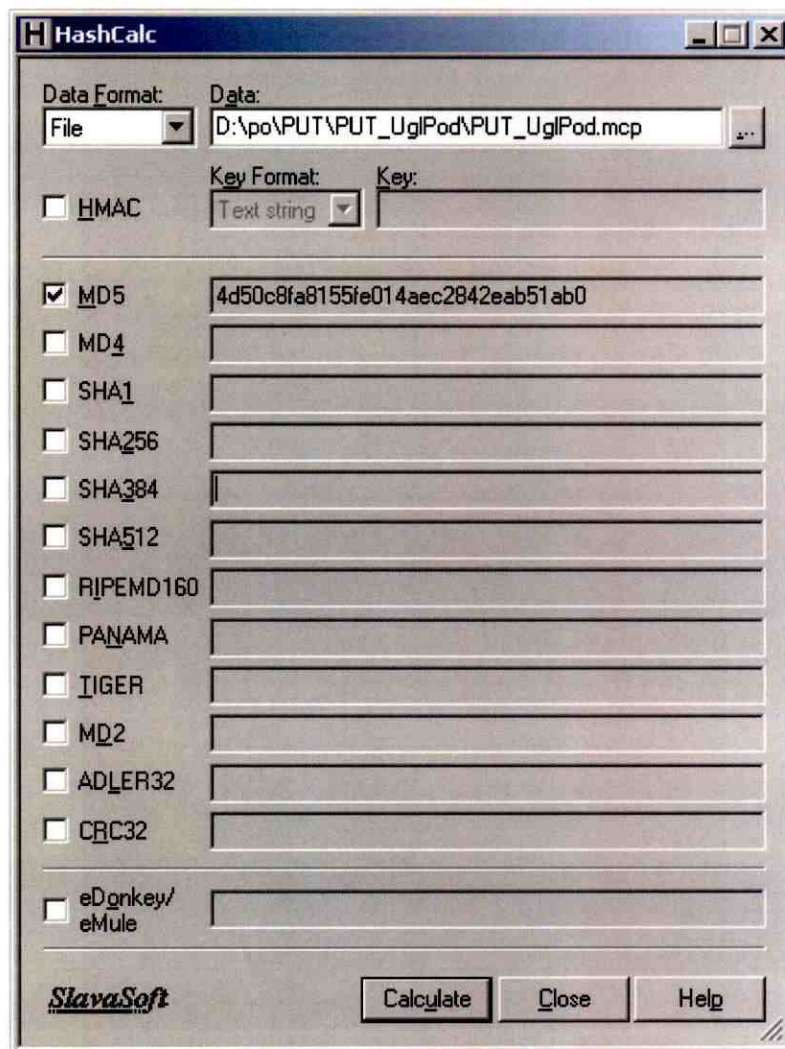 HashCalc
Data Format: Data:
File D:\po\PUT\PUT_UglPod\PUT_UglPod.mcp ...
Key Format: Key:
HMAC Text string
MD5 4d50c8fa8155fe014aec2842eab51ab0
MD4
SHA1
SHA256
SHA384
SHA512
RIPEMD160
PANAMA
TIGER
MD2
ADLER32
CRC32
eDonkey/
eMule
SlavaSoft Calculate Close Help